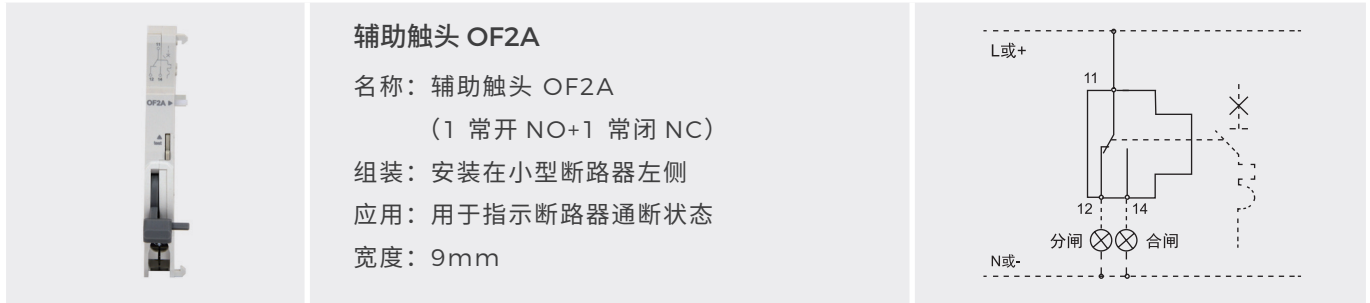 OF2A
辅助触头 OF2A
名称：辅助触头 OF2A
（1 常开 NO+1 常闭 NC）
组装：安装在小型断路器左侧
应用：用于指示断路器通断状态
宽度：9mm
L或+
11
12
14
分闸
合闸
N或-